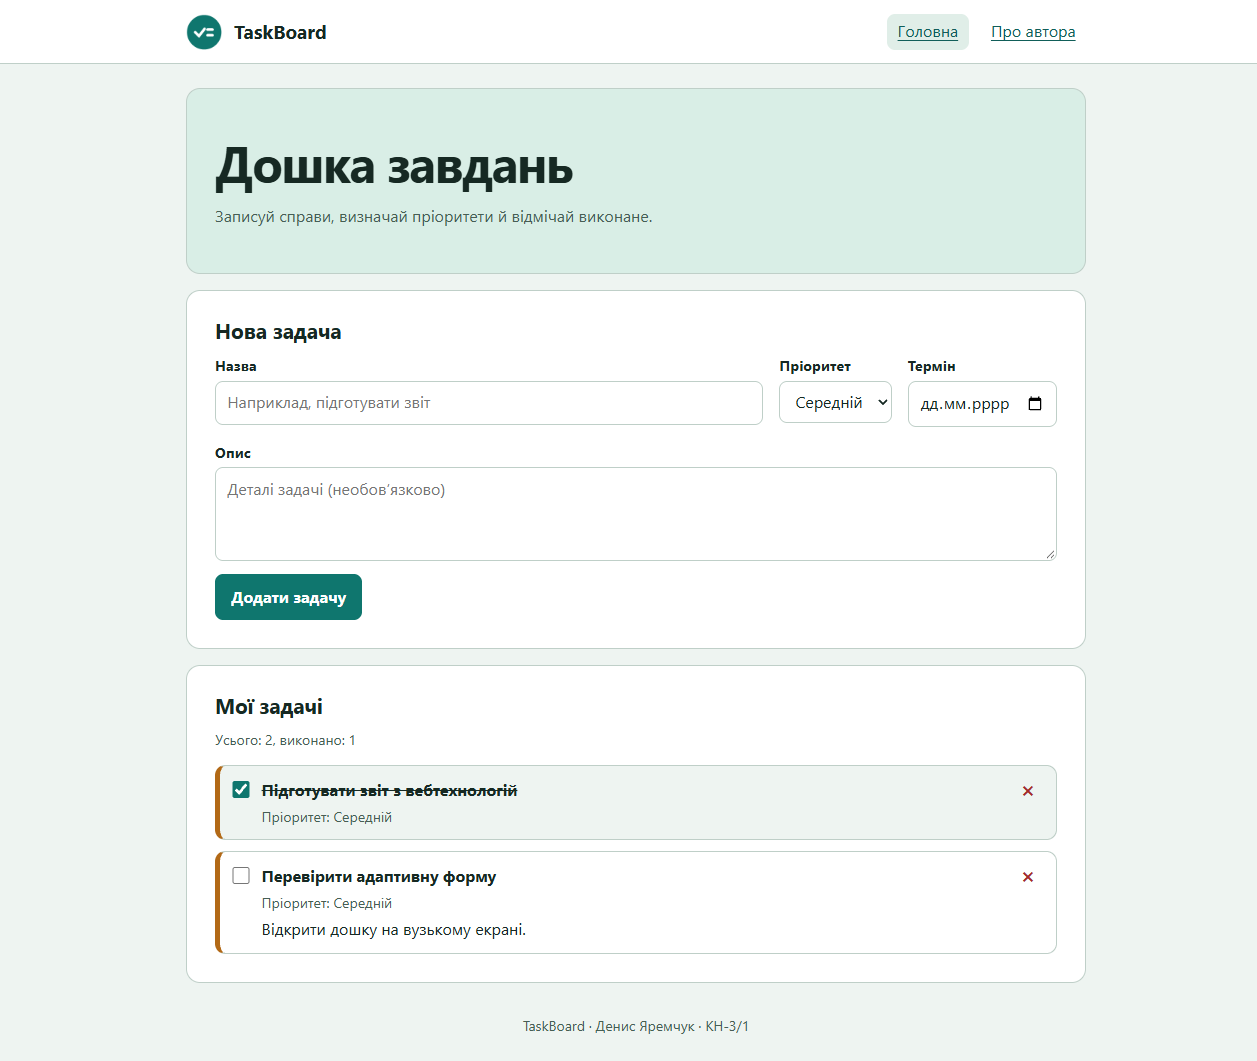 TaskBoard
Головна
Про автора
Дошка завдань
Записуй справи, визначай пріоритети й відмічай виконане.
Нова задача
Назва
Пріоритет
Термін
Наприклад, підготувати звіт
Середній
дд.мм.рррр
Опис
Деталі задачі (необов’язково)
Додати задачу
Мої задачі
Усього: 2, виконано: 1
Підготувати звіт з вебтехнологій
Пріоритет: Середній
Перевірити адаптивну форму
Пріоритет: Середній
Відкрити дошку на вузькому екрані.
TaskBoard · Денис Яремчук · КН-3/1